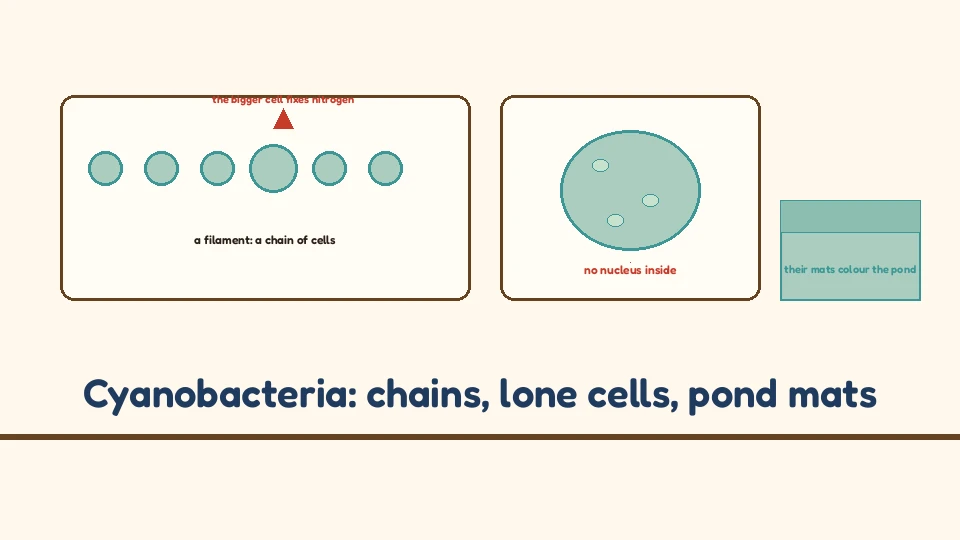 the bigger cell fixes nitrogen
a filament: a chain of cells
no nucleus inside
their mats colour the pond
Cyanobacteria: chains, lone cells, pond mats